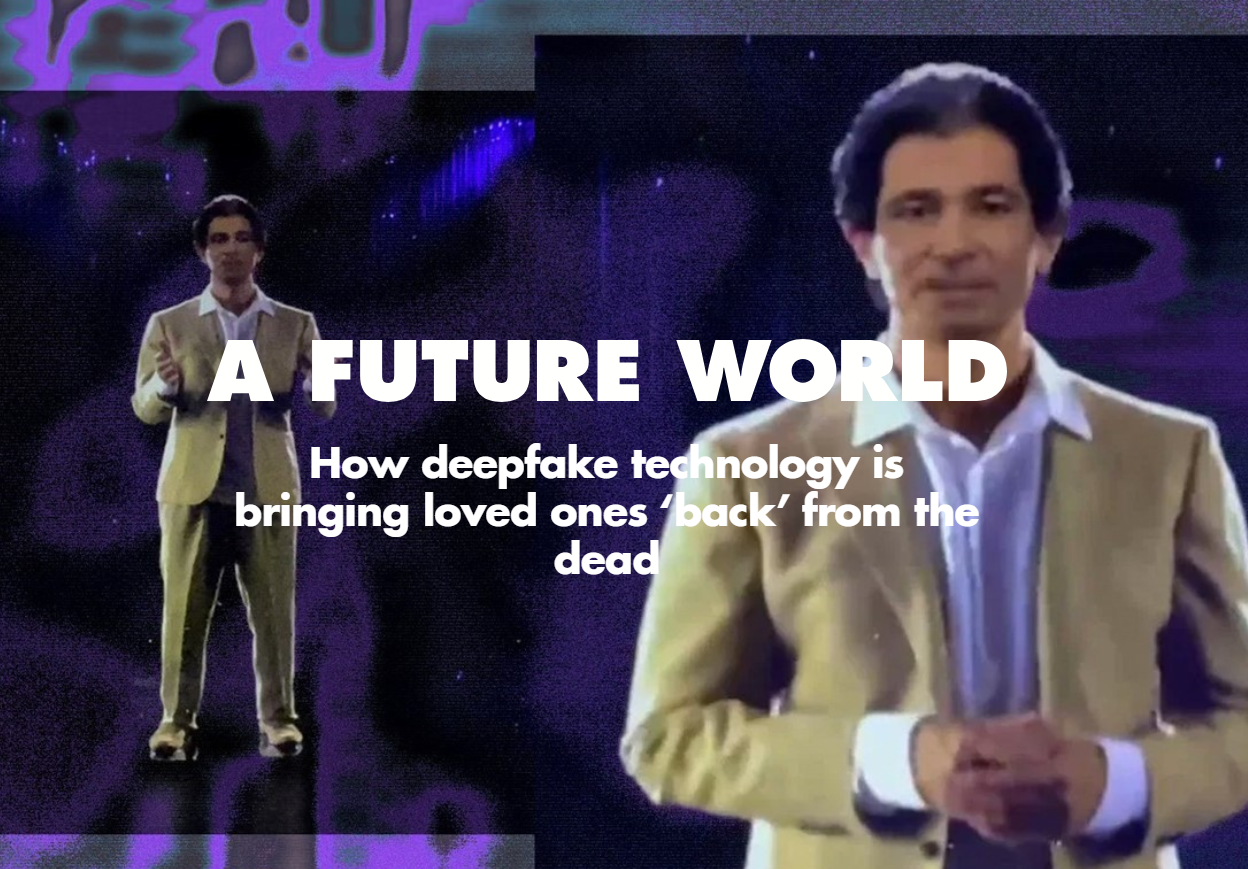 A FUTURE WORLD
How deepfake technology is
bringing loved ones ‘back’ from the
dead